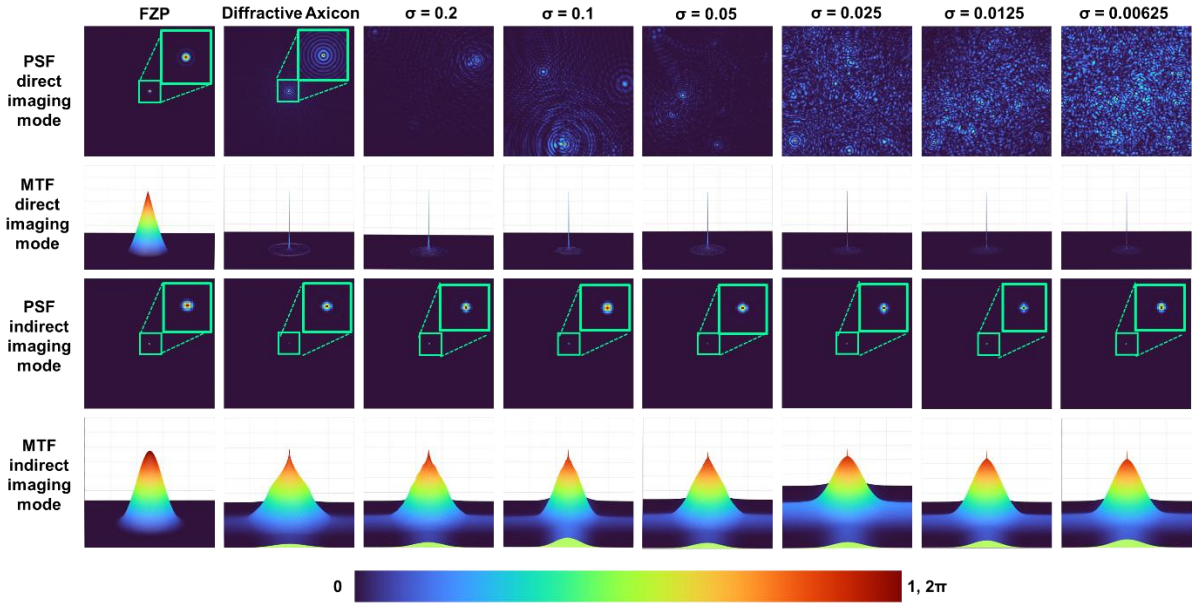 FZP Diffractive Axicon σ = 0.2 σ = 0.1 σ = 0.05 σ = 0.025 σ = 0.0125 σ = 0.00625
PSF
direct
imaging
mode
MTF
direct
imaging
mode
PSF
indirect
imaging
mode
MTF
indirect
imaging
mode
0 1, 2π